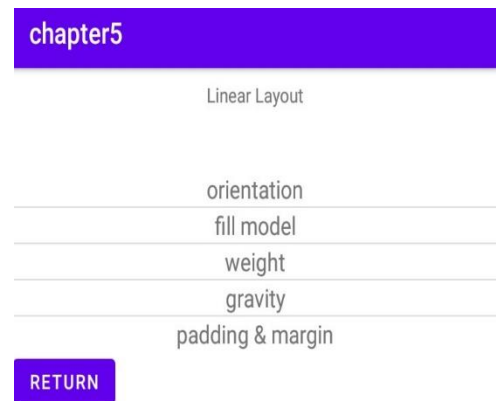 chapter5
Linear Layout
orientation
fill model
weight
gravity
padding & margin
RETURN